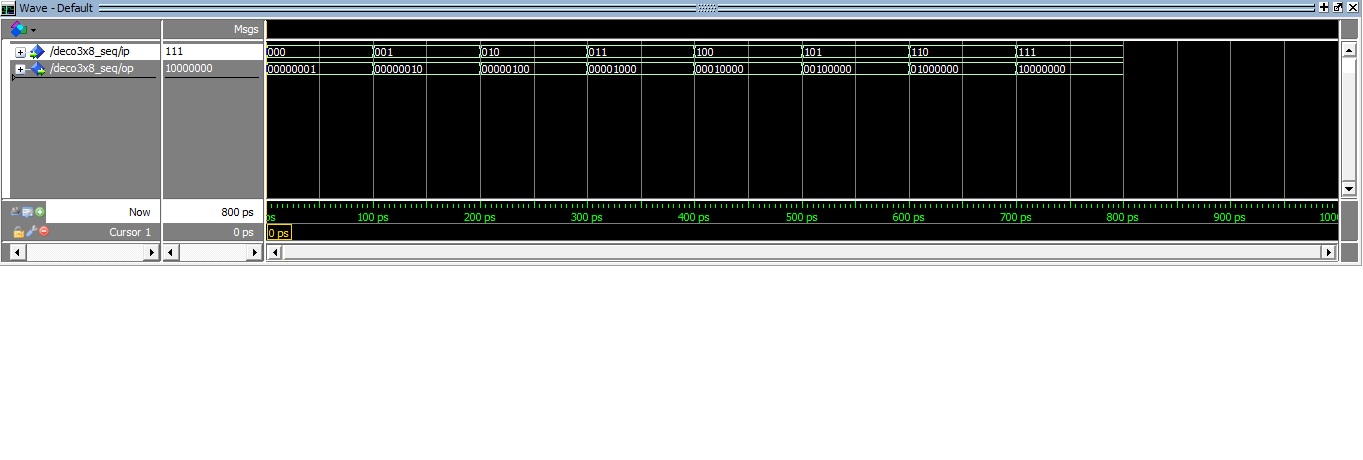 Wave - Default
Msgs
/deco3x8_seq/ip 111 000 001 010 011 100 101 110 111
/deco3x8_seq/op 10000000 00000001 00000010 00000100 00001000 00010000 00100000 01000000 10000000
Now 800 ps ps 100 ps 200 ps 300 ps 400 ps 500 ps 600 ps 700 ps 800 ps 900 ps 1000
Cursor 1 0 ps 0 ps